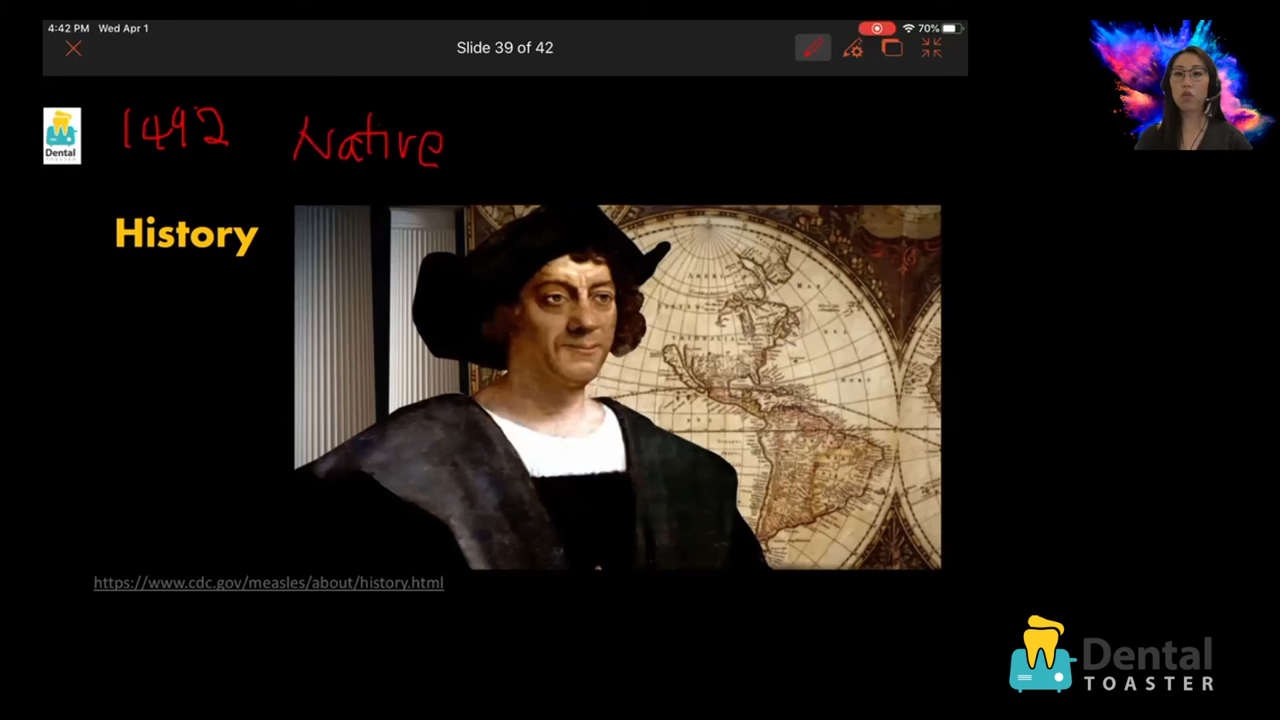 4:42 PM Wed Apr 1
70%
Slide 39 of 42
1492 Native
Dental
History
https://www.cdc.gov/measles/about/history.html
Dental
TOASTER